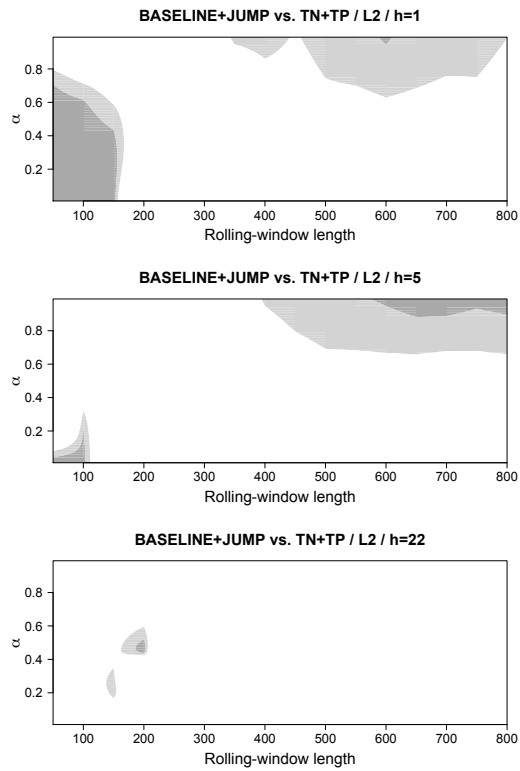 BASELINE+JUMP vs. TN+TP / L2 / h=1
0.8
0.6
0.4
0.2
α
100 200 300 400 500 600 700 800
Rolling-window length
BASELINE+JUMP vs. TN+TP / L2 / h=5
0.8
0.6
0.4
0.2
α
100 200 300 400 500 600 700 800
Rolling-window length
BASELINE+JUMP vs. TN+TP / L2 / h=22
0.8
0.6
0.4
0.2
α
100 200 300 400 500 600 700 800
Rolling-window length